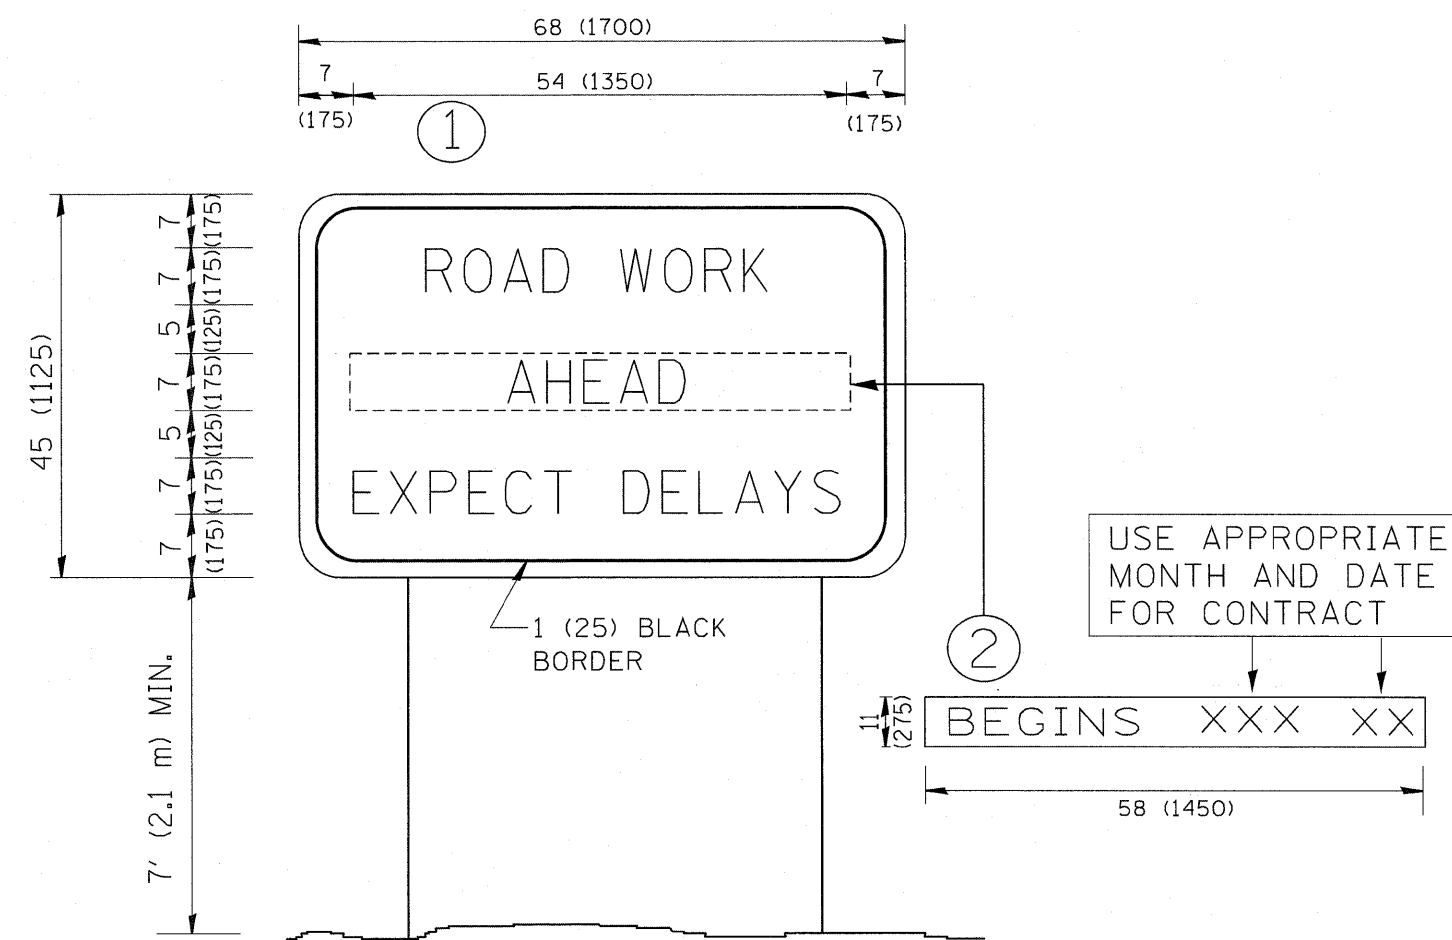 68 (1700)
7
54 (1350)
7
(175)
(175)
1
45 (1125)
7
(175)
7
(175)
5
(125)
7
(175)
5
(125)
7
(175)
7
(175)
ROAD WORK
AHEAD
EXPECT DELAYS
1 (25) BLACK
BORDER
7' (2.1 m) MIN.
2
USE APPROPRIATE
MONTH AND DATE
FOR CONTRACT
11
(275)
BEGINS XXX XX
58 (1450)